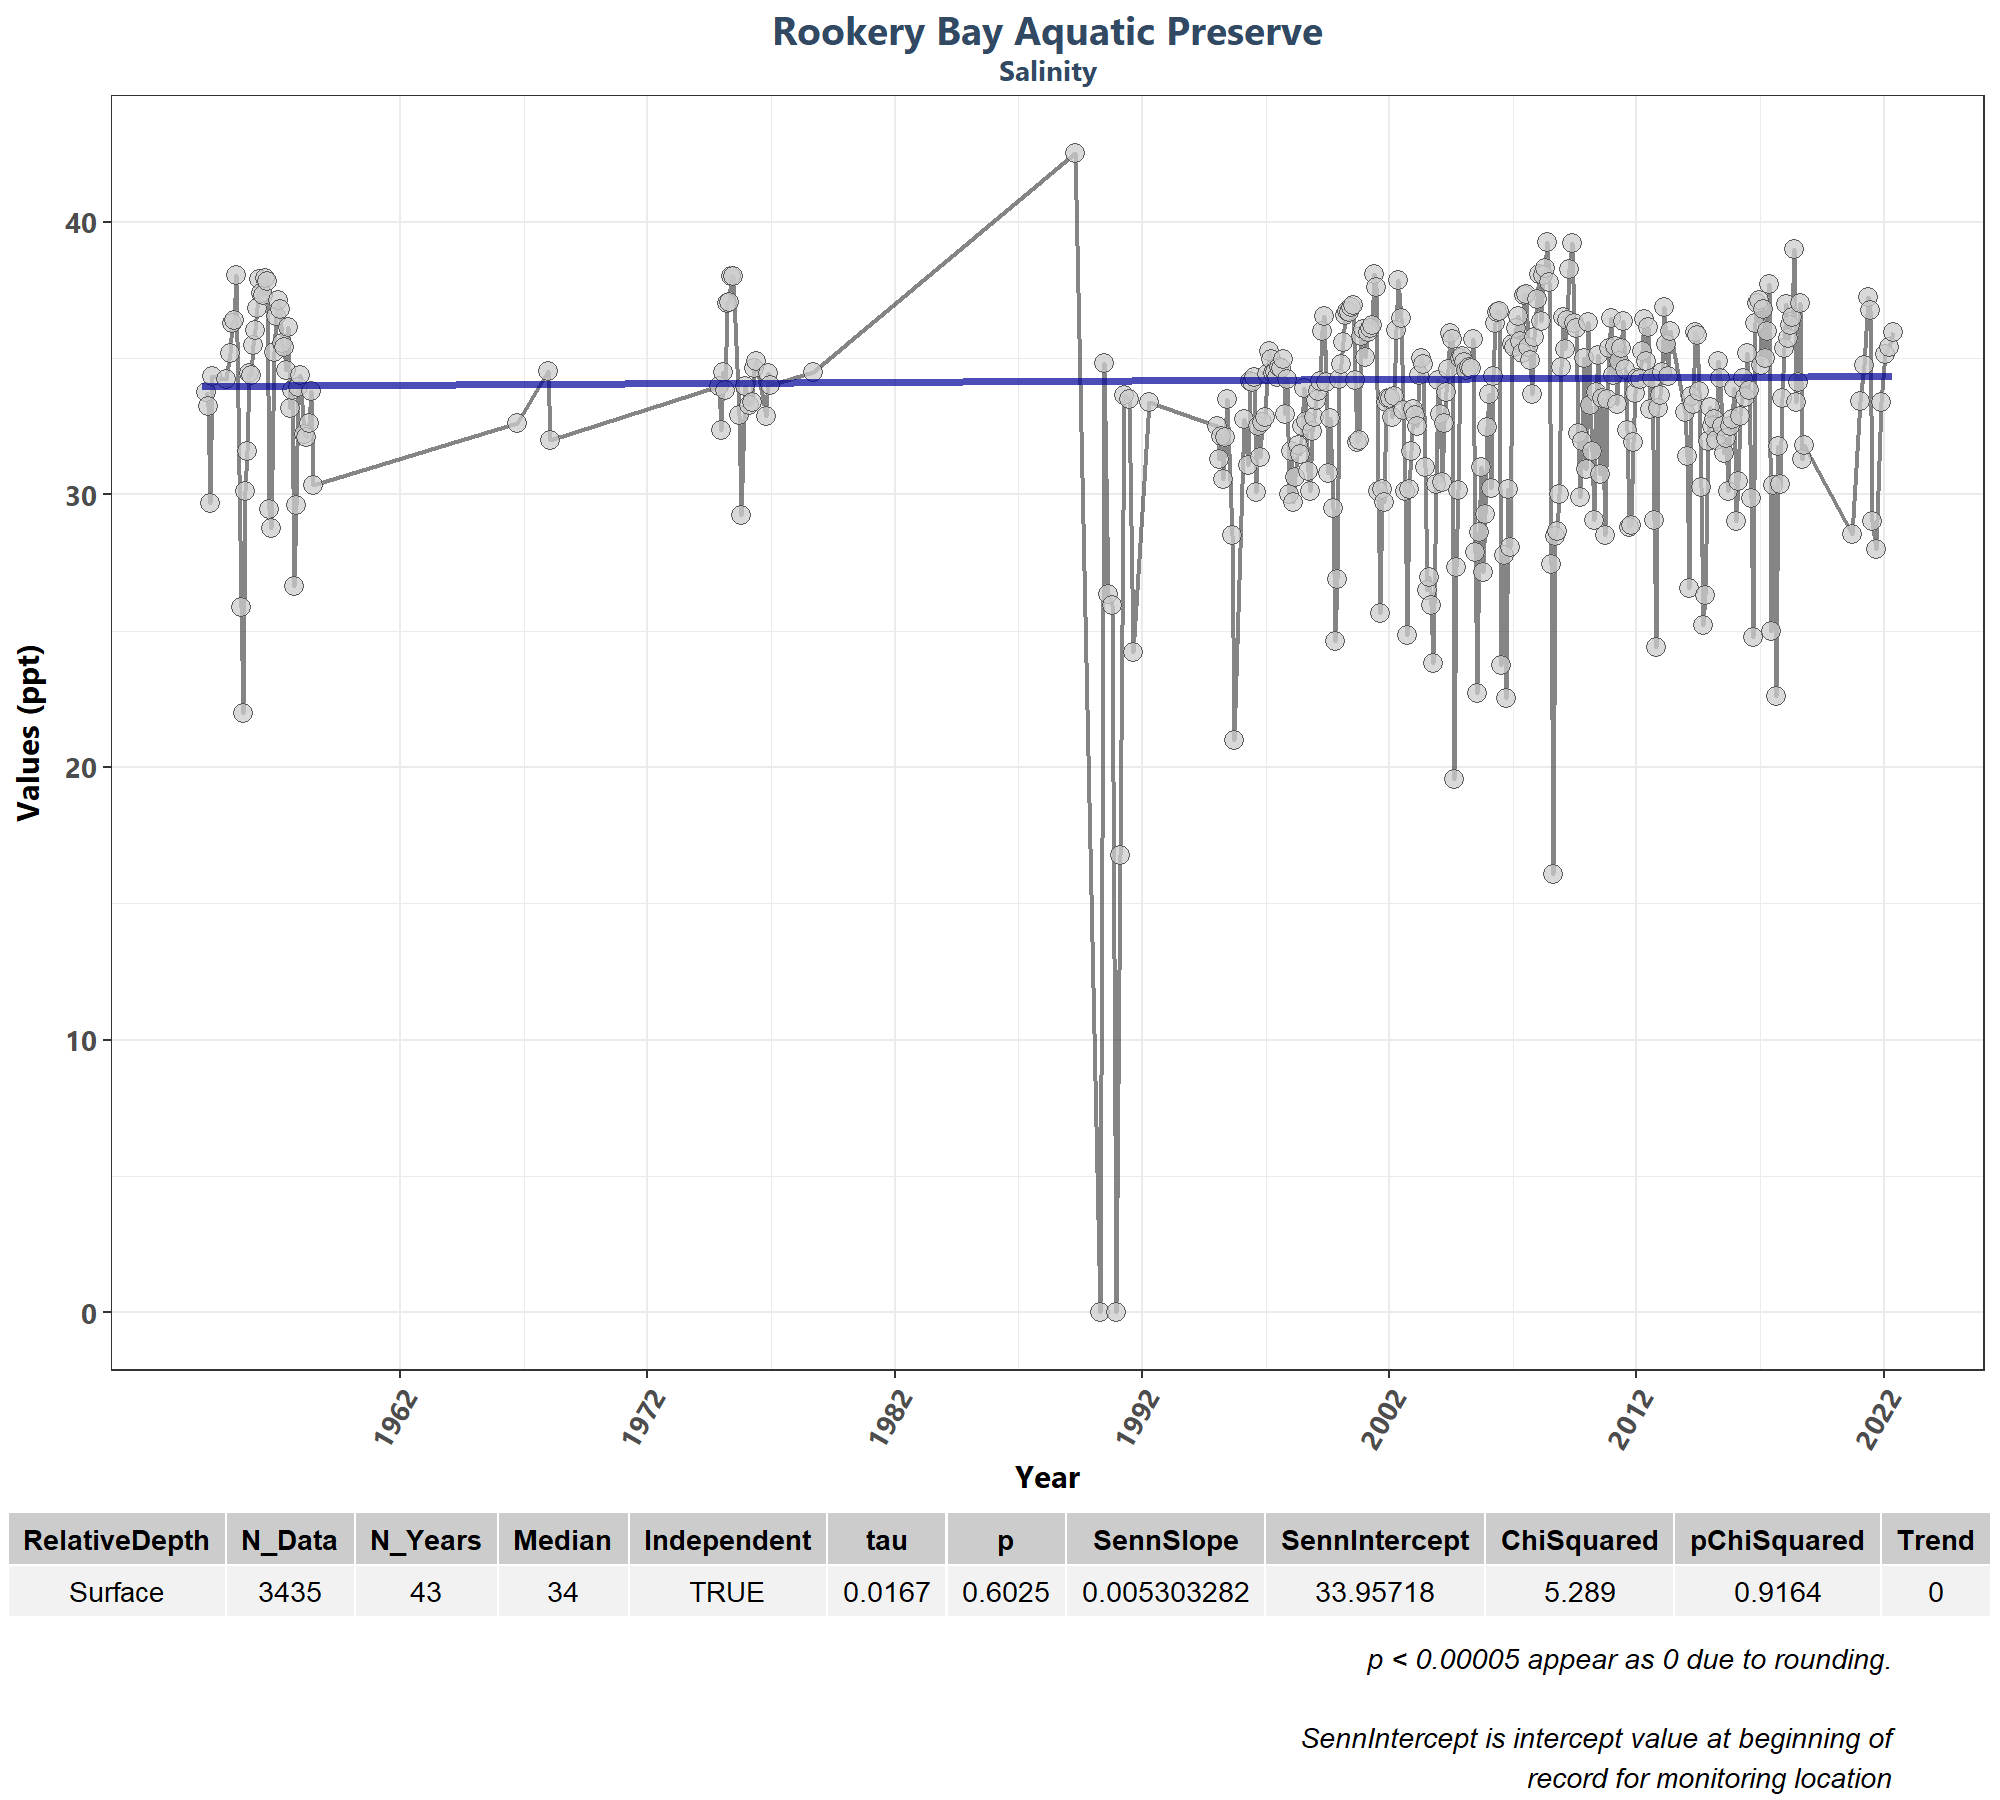 Rookery Bay Aquatic Preserve
Salinity
Values (ppt)
40
30
20
10
0
1962 1972 1982 1992 2002 2012 2022
Year
RelativeDepth N_Data N_Years Median Independent tau p SennSlope SennIntercept ChiSquared pChiSquared Trend
Surface 3435 43 34 TRUE 0.0167 0.6025 0.005303282 33.95718 5.289 0.9164 0
p < 0.00005 appear as 0 due to rounding.
SennIntercept is intercept value at beginning of
record for monitoring location